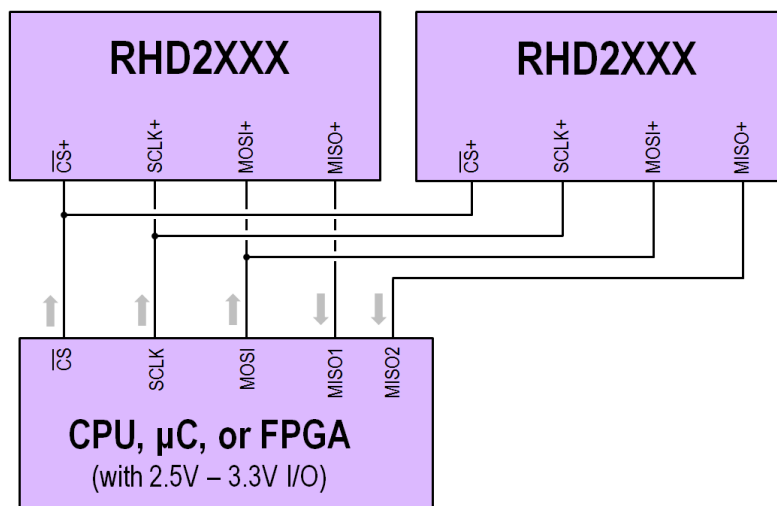 RHD2XXX
CS+
SCLK+
MOSI+
MISO+
RHD2XXX
CS+
SCLK+
MOSI+
MISO+
CS
SCLK
MOSI
MISO1
MISO2
CPU, µC, or FPGA
(with 2.5V – 3.3V I/O)